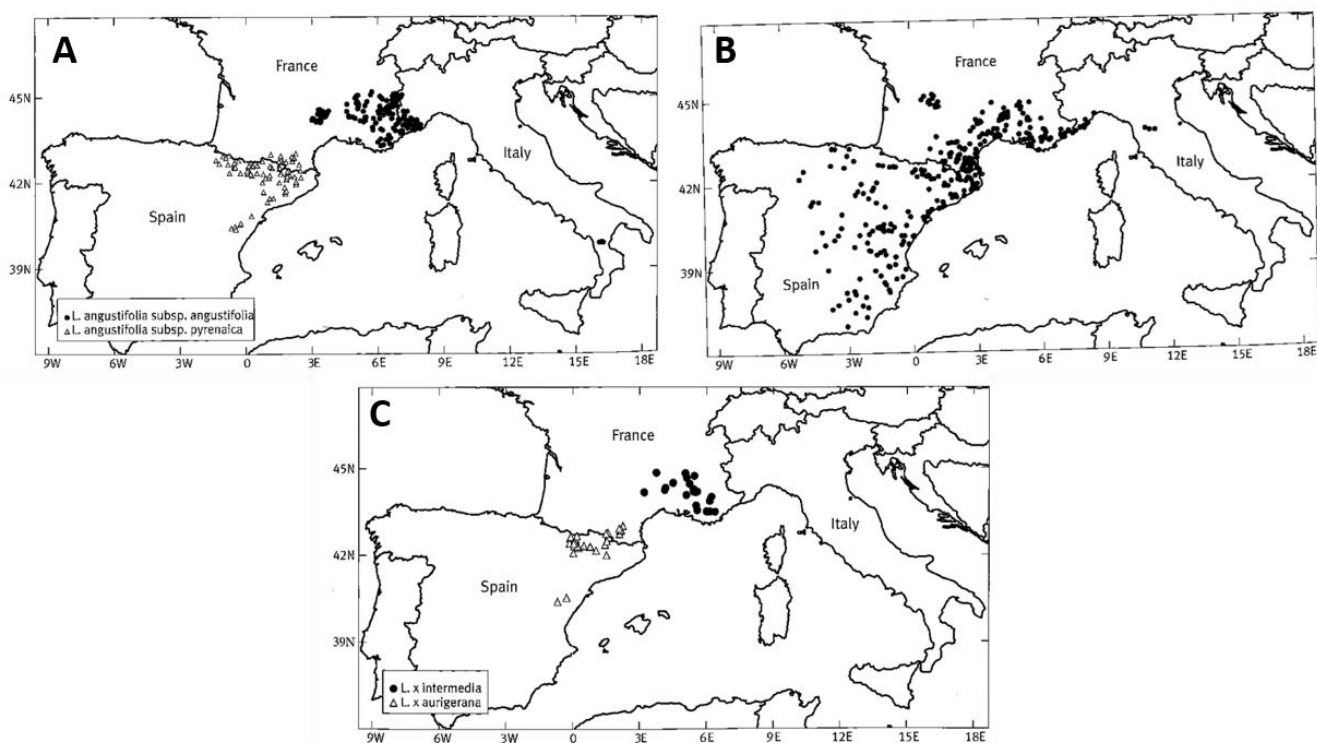 A
France
45N
42N
39N
Spain
Italy
● L. angustifolia subsp. angustifolia
△ L. angustifolia subsp. pyrenaica
9W 6W 3W 0 3E 6E 9E 12E 15E 18E
B
France
45N
42N
39N
Spain
Italy
9W 6W 3W 0 3E 6E 9E 12E 15E 18E
C
France
45N
42N
39N
Spain
Italy
● L. x intermedia
△ L. x aurigerana
9W 6W 3W 0 3E 6E 9E 12E 15E 18E